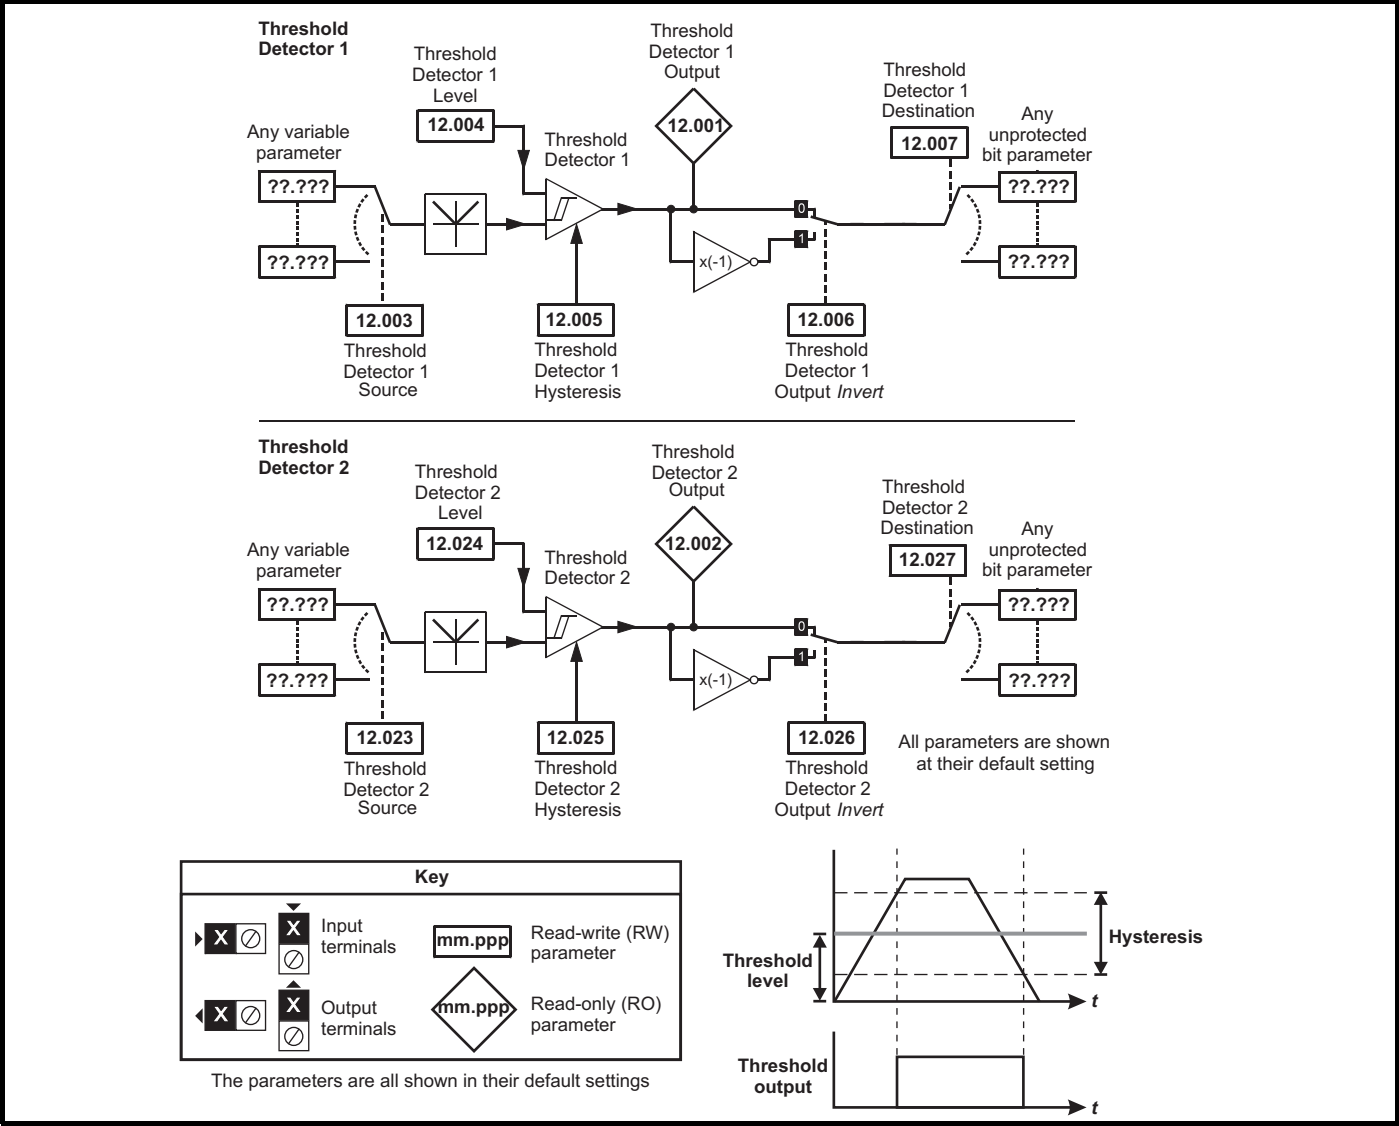 Threshold
Detector 1
Threshold
Detector 1
Level
12.004
Threshold
Detector 1
Output
12.001
Threshold
Detector 1
Destination
12.007
Any
unprotected
bit parameter
Any variable
parameter
Threshold
Detector 1
??.???
??.???
??.???
??.???
0
1
x(-1)
12.003
12.005
12.006
Threshold
Detector 1
Source
Threshold
Detector 1
Hysteresis
Threshold
Detector 1
Output Invert
Threshold
Detector 2
Threshold
Detector 2
Level
12.024
Threshold
Detector 2
Output
12.002
Threshold
Detector 2
Destination
12.027
Any
unprotected
bit parameter
Any variable
parameter
Threshold
Detector 2
??.???
??.???
??.???
??.???
0
1
x(-1)
12.023
12.025
12.026
Threshold
Detector 2
Source
Threshold
Detector 2
Hysteresis
Threshold
Detector 2
Output Invert
All parameters are shown
at their default setting
Key
X
X
Input
terminals
mm.ppp
Read-write (RW)
parameter
X
X
Output
terminals
mm.ppp
Read-only (RO)
parameter
The parameters are all shown in their default settings
Threshold
level
Hysteresis
t
Threshold
output
t